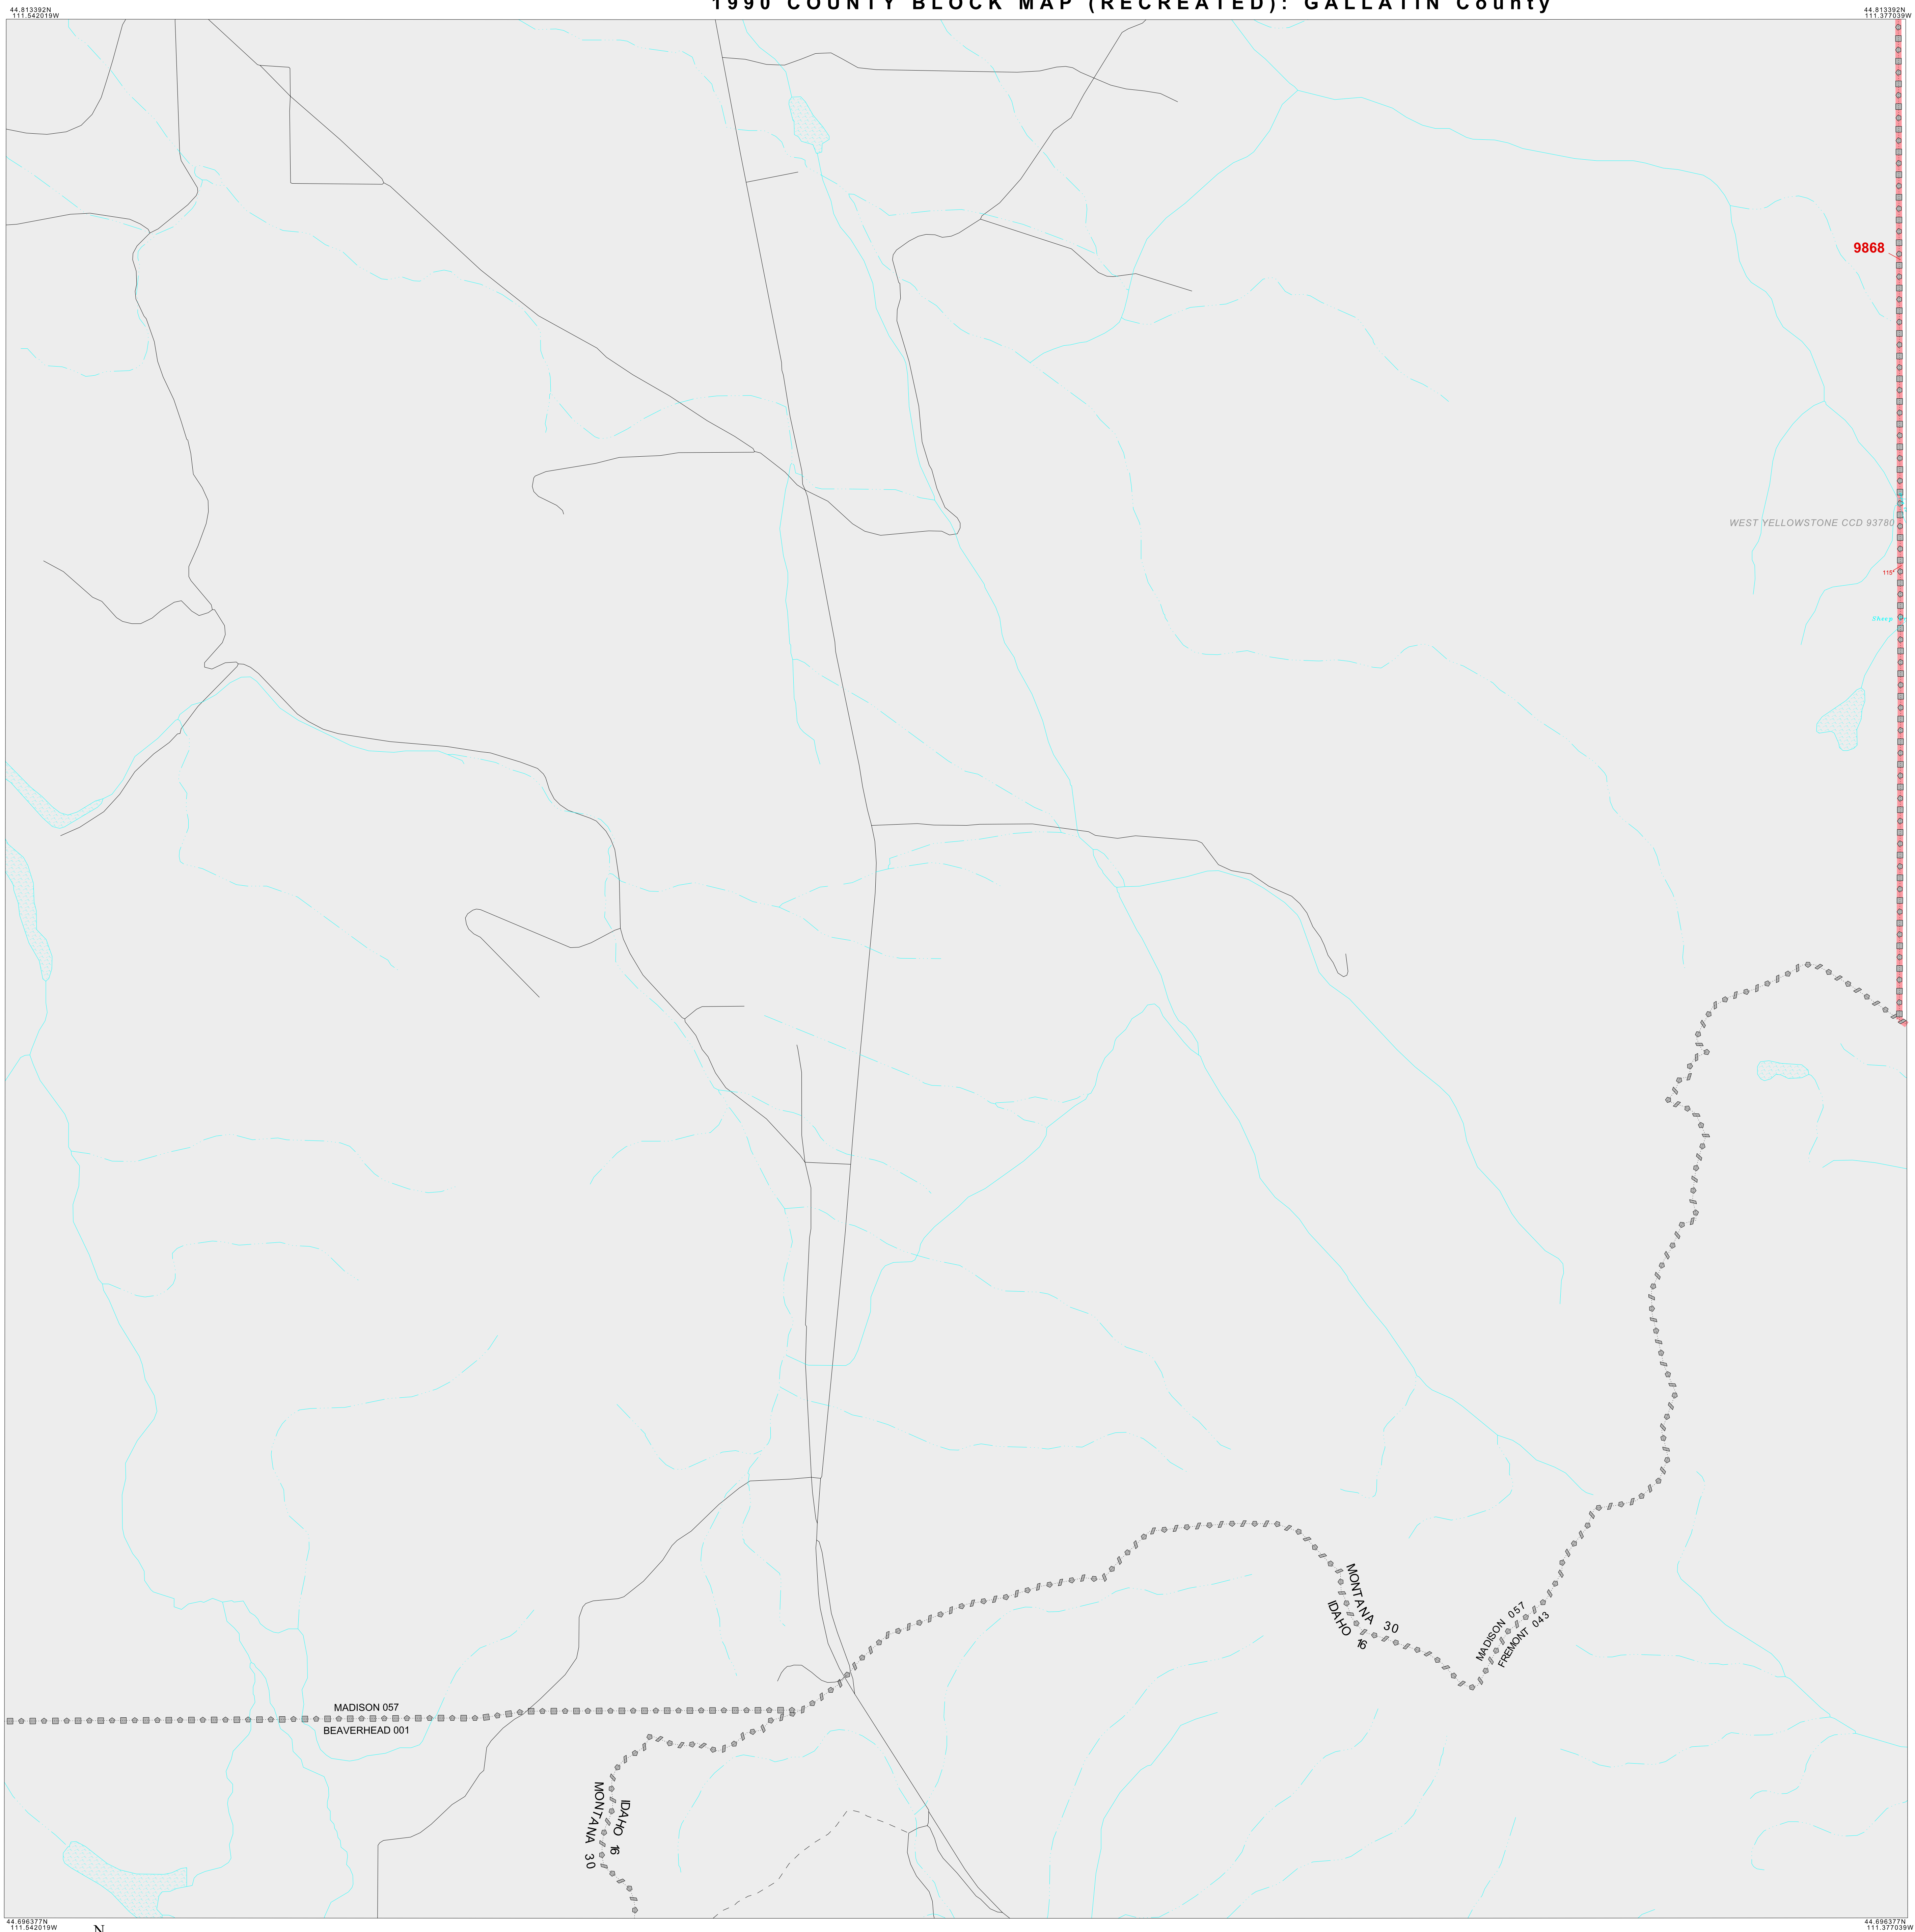 1990 COUNTY BLOCK MAP (RECREATED): GALLATIN County
44.813392N
111.542019W
44.813392N
111.377039W
9868
WEST YELLOWSTONE CCD 93780
115
Sheep
MONTANA 30
IDAHO 16
MADISON 057
FREMONT 043
MADISON 057
BEAVERHEAD 001
IDAHO 16
MONTANA 30
44.696377N
111.542019W
N
44.696377N
111.377039W